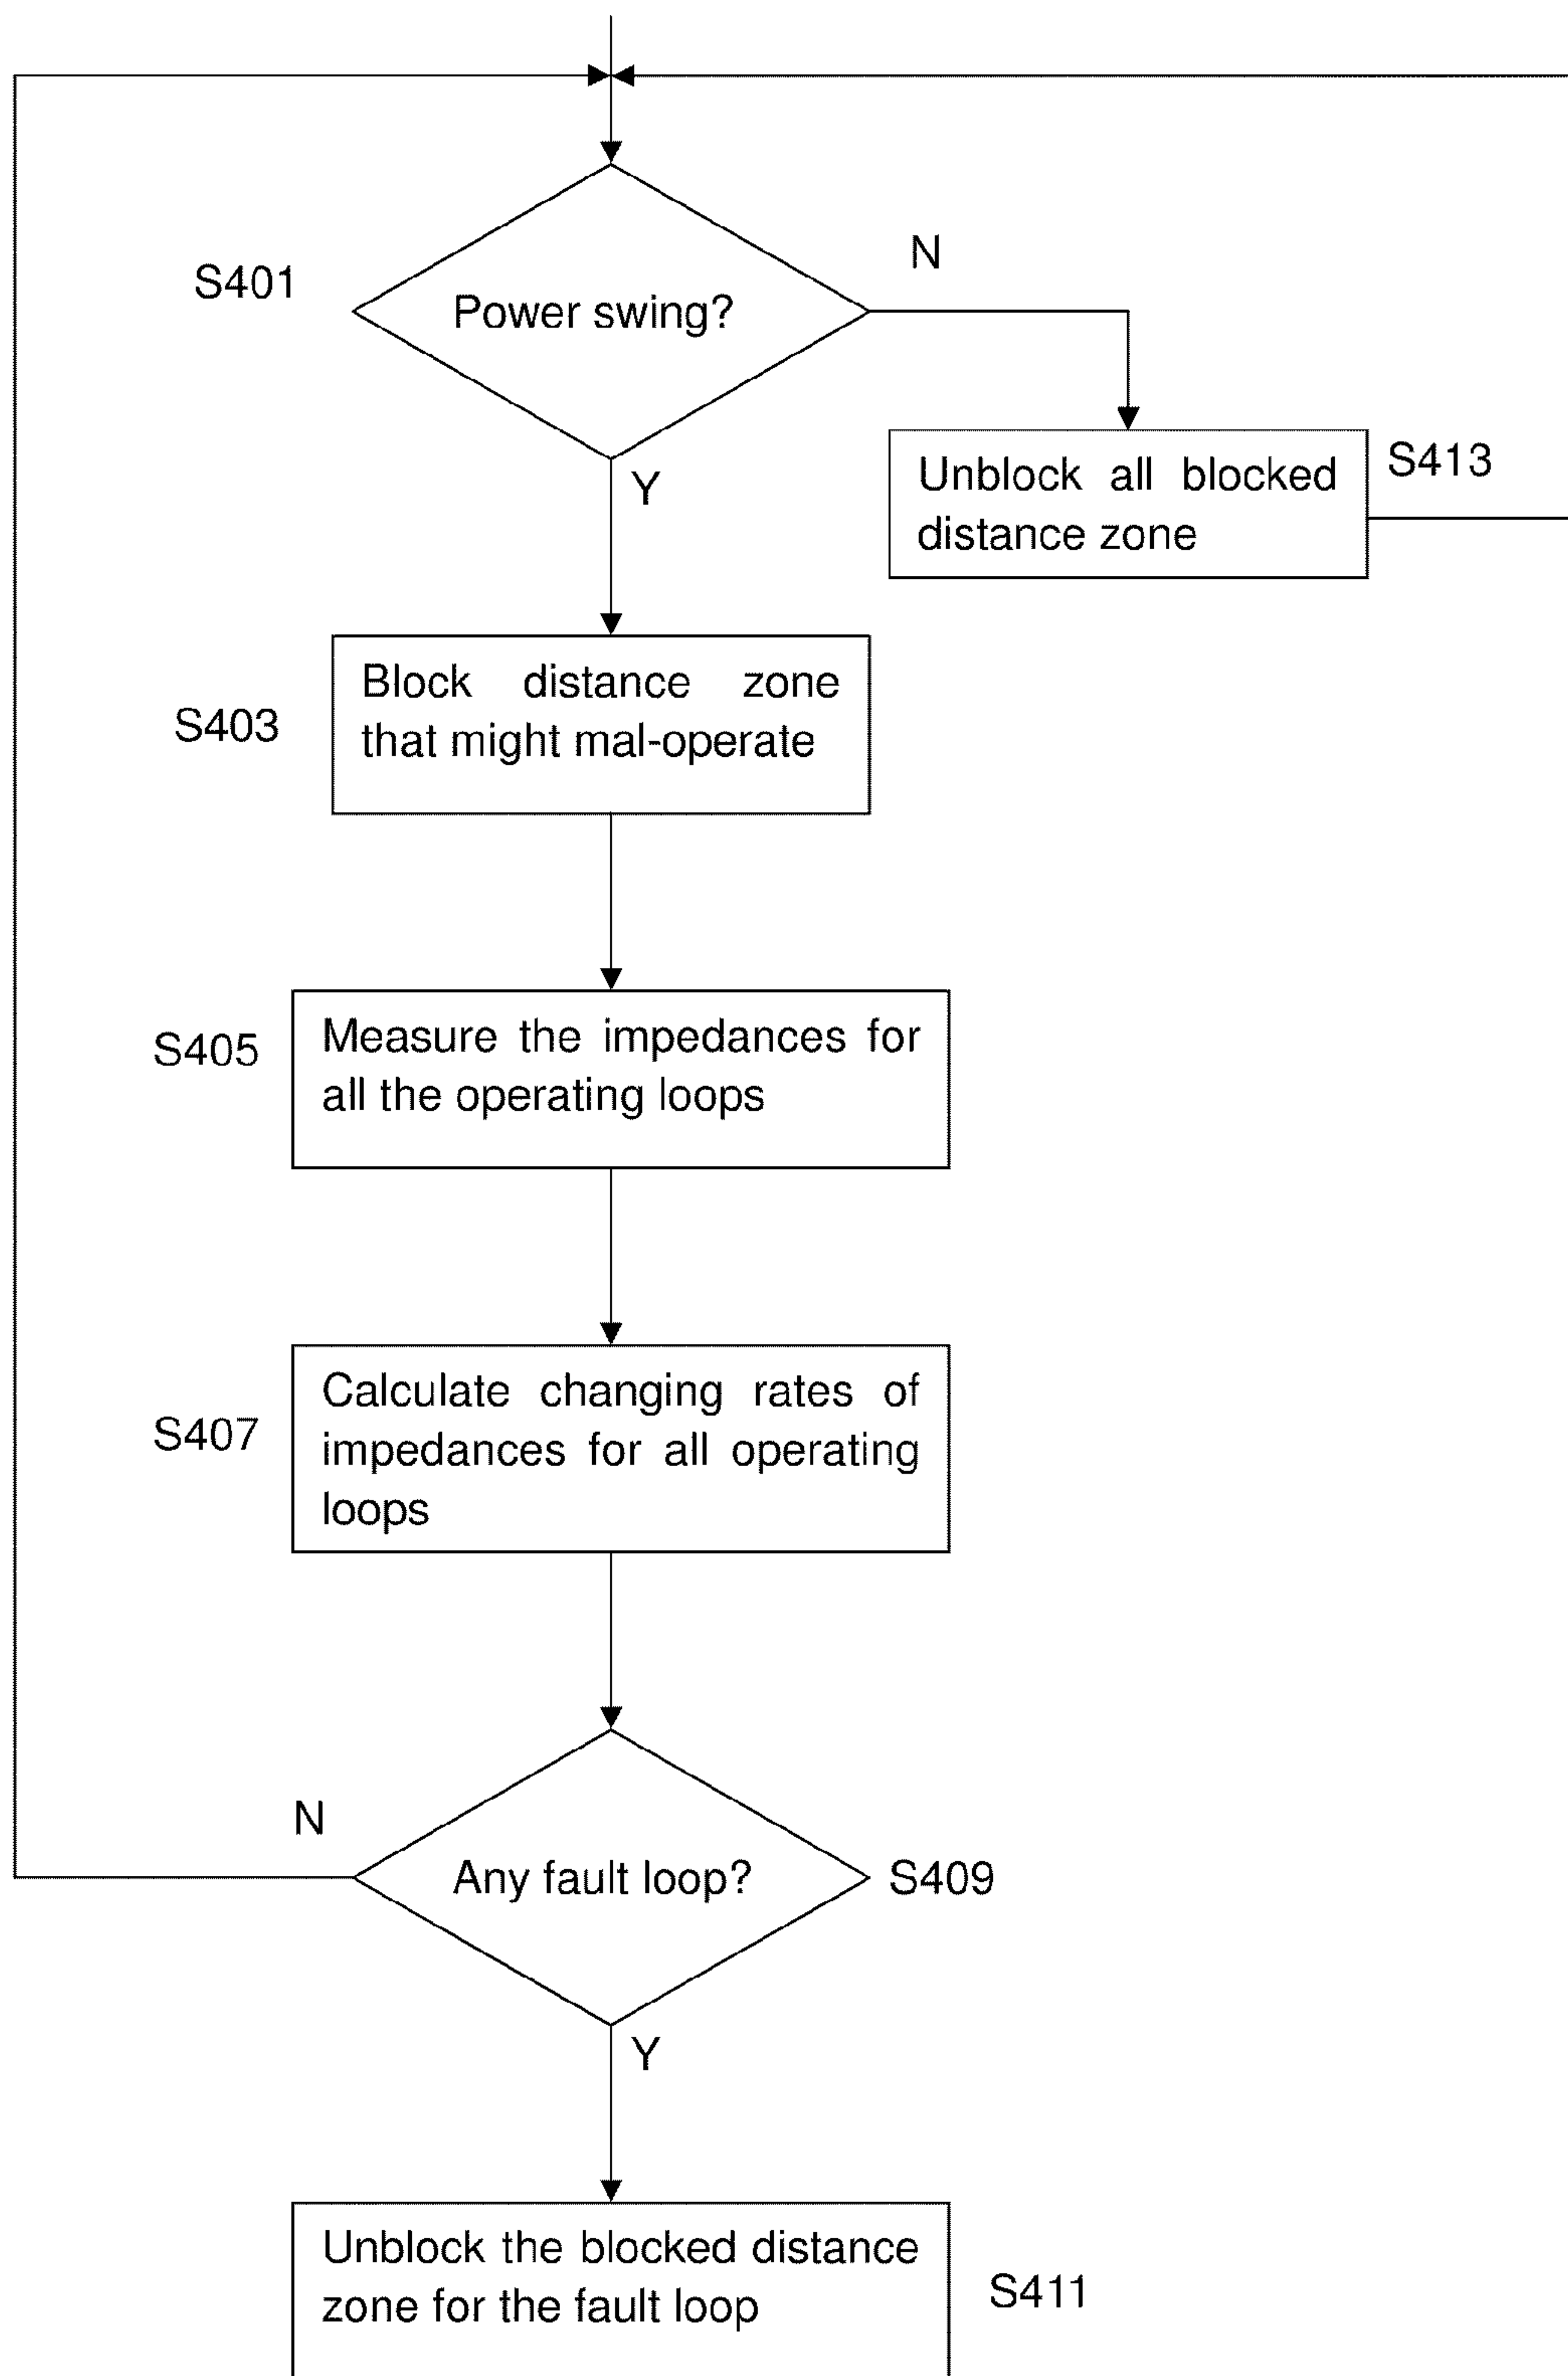 N
S401
Power swing?
Y
S413
Unblock all blocked
distance zone
S403
Block distance zone
that might mal-operate
S405
Measure the impedances for
all the operating loops
S407
Calculate changing rates of
impedances for all operating
loops
N
Any fault loop?
S409
Y
Unblock the blocked distance
zone for the fault loop
S411